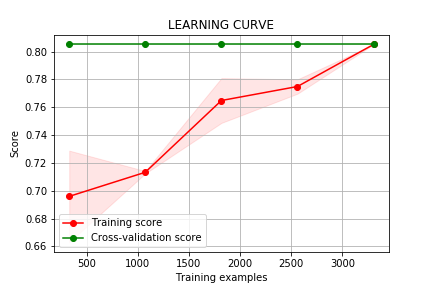 LEARNING CURVE
0.80
0.78
0.76
0.74
0.72
0.70
0.68
0.66
Score
Training score
Cross-validation score
500 1000 1500 2000 2500 3000
Training examples